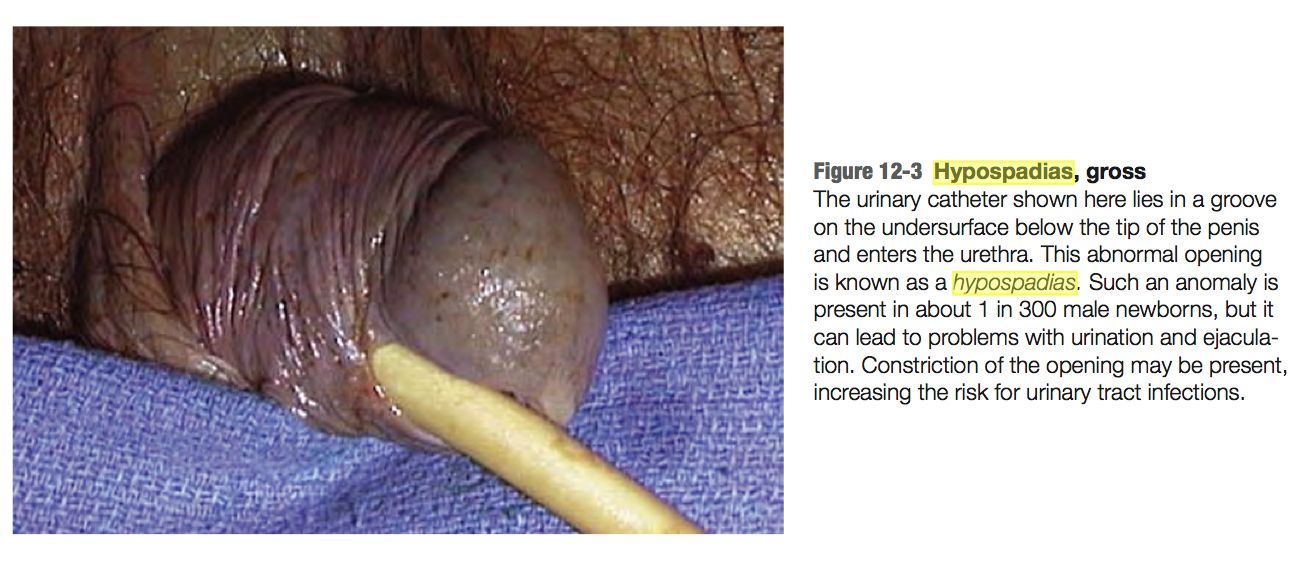 Figure 12-3 Hypospadias, gross
The urinary catheter shown here lies in a groove
on the undersurface below the tip of the penis
and enters the urethra. This abnormal opening
is known as a hypospadias. Such an anomaly is
present in about 1 in 300 male newborns, but it
can lead to problems with urination and ejacula-
tion. Constriction of the opening may be present,
increasing the risk for urinary tract infections.